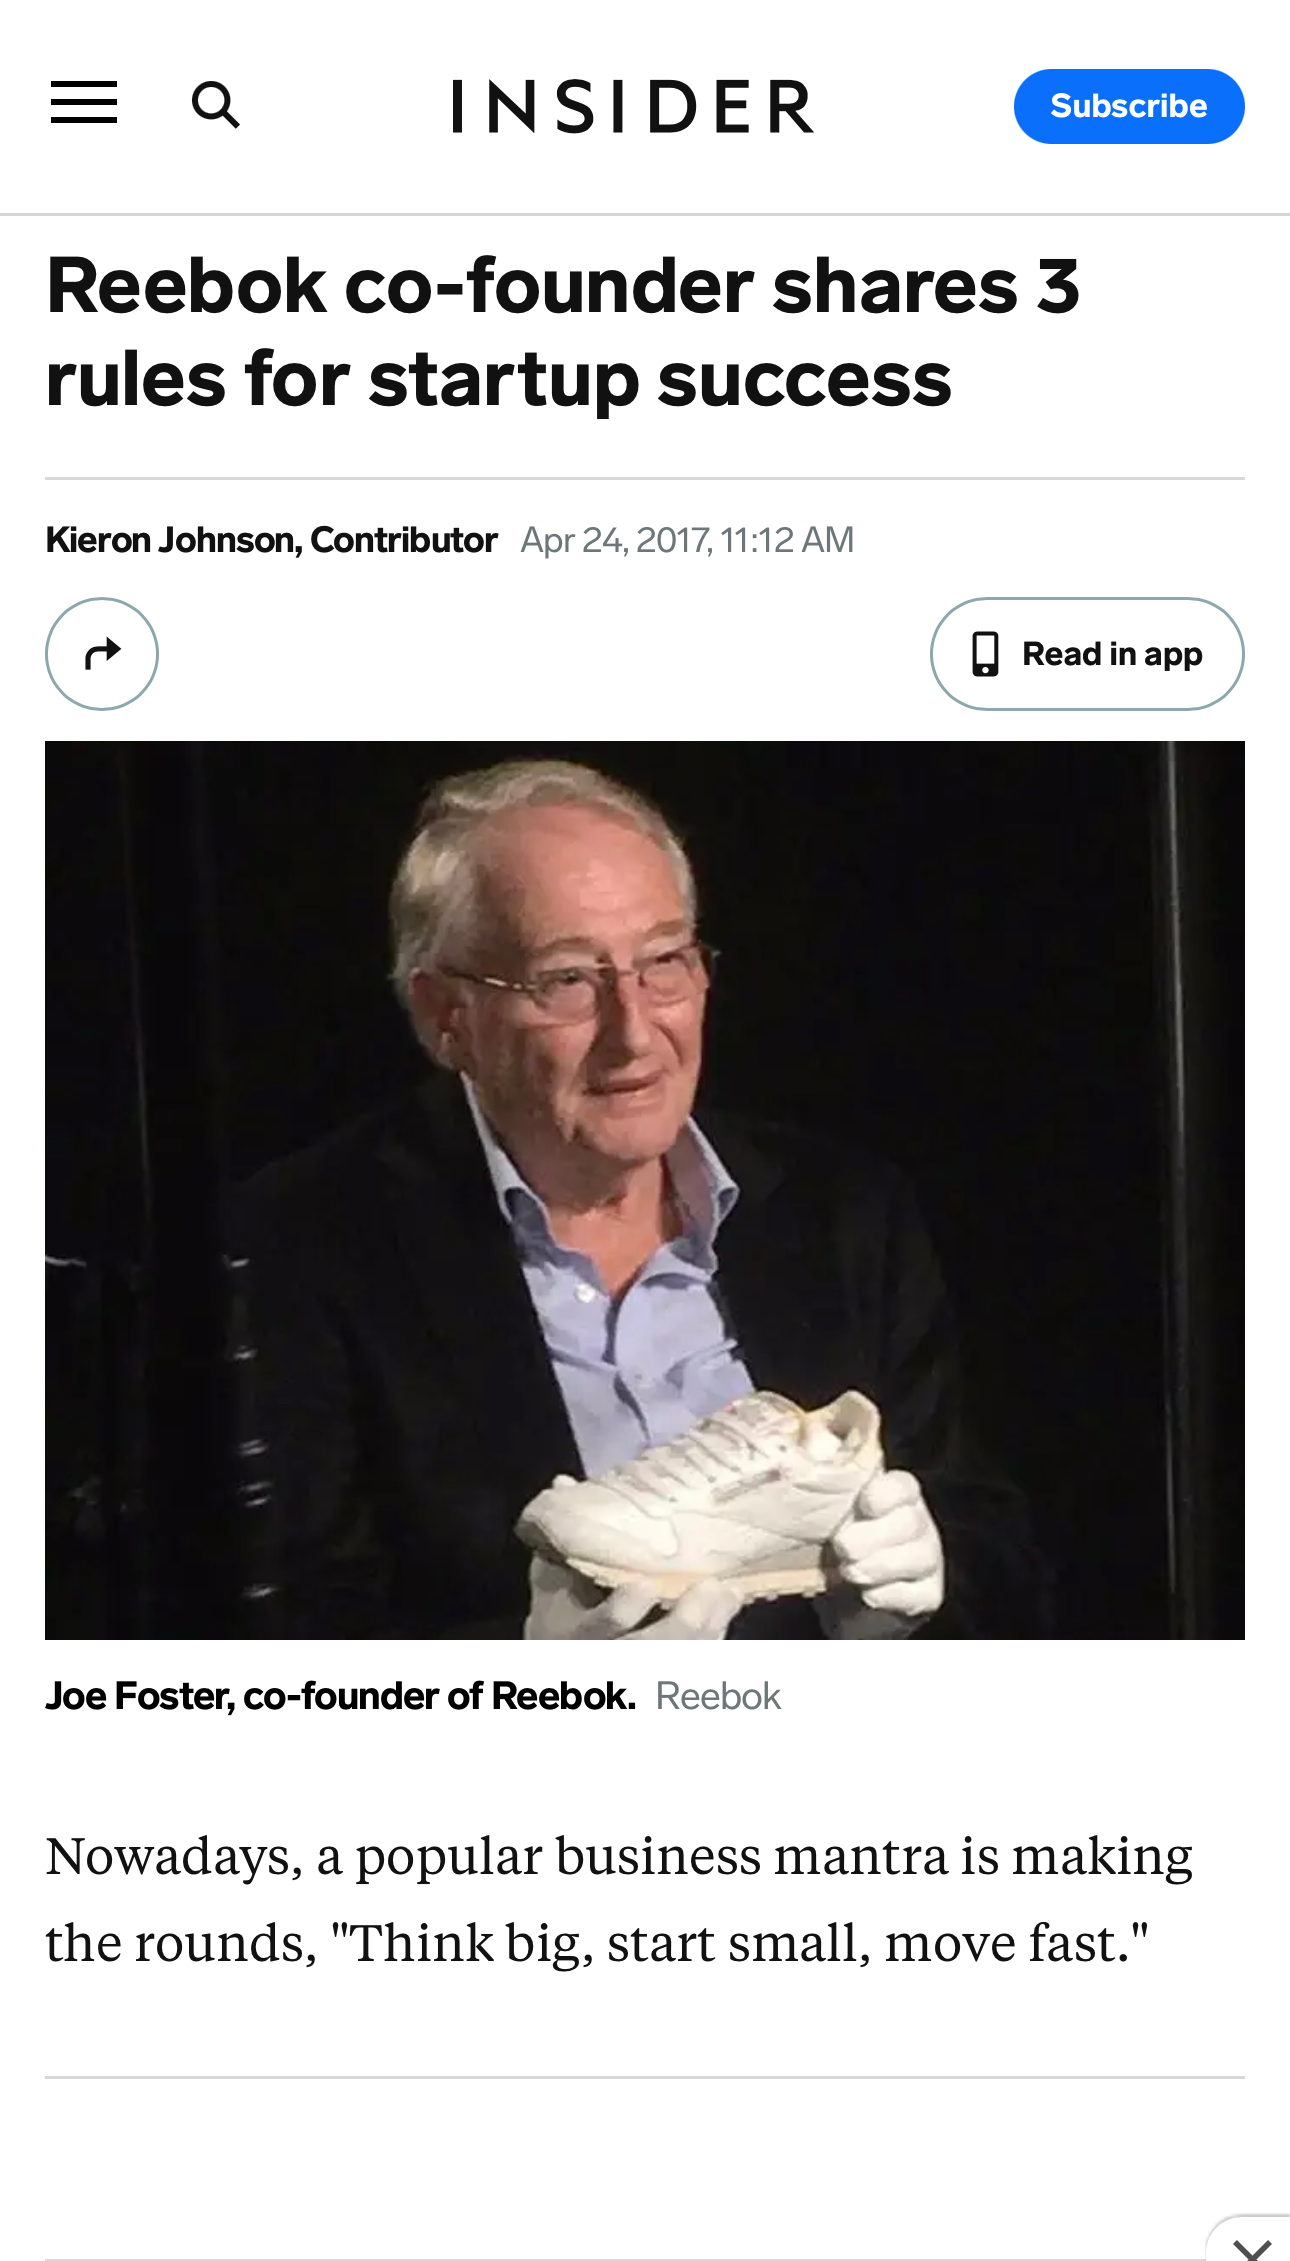 INSIDER
Subscribe
Reebok co-founder shares 3
rules for startup success
Kieron Johnson, Contributor Apr 24, 2017, 11:12 AM
Read in app
Joe Foster, co-founder of Reebok. Reebok
Nowadays, a popular business mantra is making
the rounds, "Think big, start small, move fast."